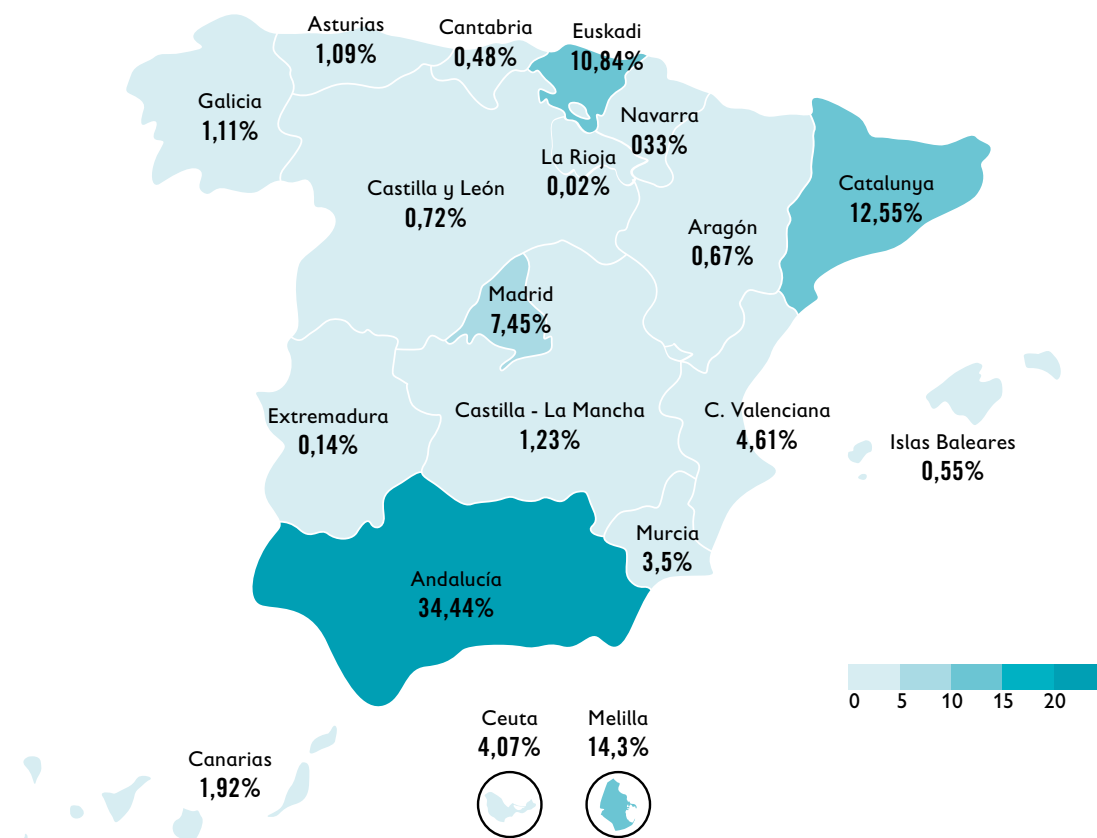 Asturias
1,09%
Cantabria
0,48%
Euskadi
10,84%
Galicia
1,11%
Navarra
033%
La Rioja
0,02%
Castilla y León
0,72%
Catalunya
12,55%
Aragón
0,67%
Madrid
7,45%
Extremadura
0,14%
Castilla - La Mancha
1,23%
C. Valenciana
4,61%
Islas Baleares
0,55%
Murcia
3,5%
Andalucía
34,44%
0 5 10 15 20
Ceuta
4,07%
Melilla
14,3%
Canarias
1,92%